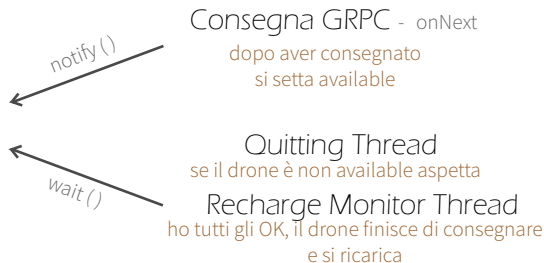 Consegna GRPC - onNext
notify ( )
dopo aver consegnato
si setta available
Quitting Thread
se il drone è non available aspetta
wait ( )
Recharge Monitor Thread
ho tutti gli OK, il drone finisce di consegnare
e si ricarica